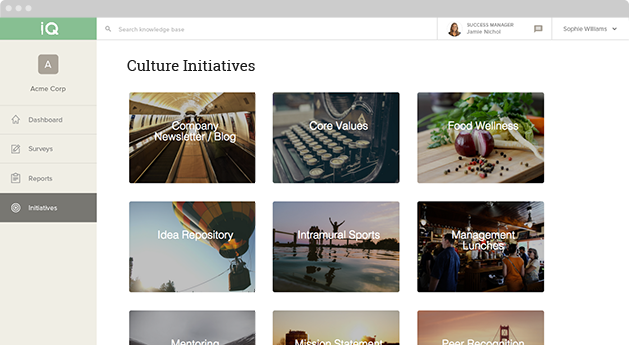 iQ
Search knowledge base
SUCCESS MANAGER
Jamie Nichol
Sophie Williams
A
Acme Corp
Dashboard
Surveys
Reports
Initiatives
Culture Initiatives
Company
Newsletter / Blog
Core Values
Food Wellness
Idea Repository
Intramural Sports
Management
Lunches
Mentoring
Mission Statement
Peer Recognition